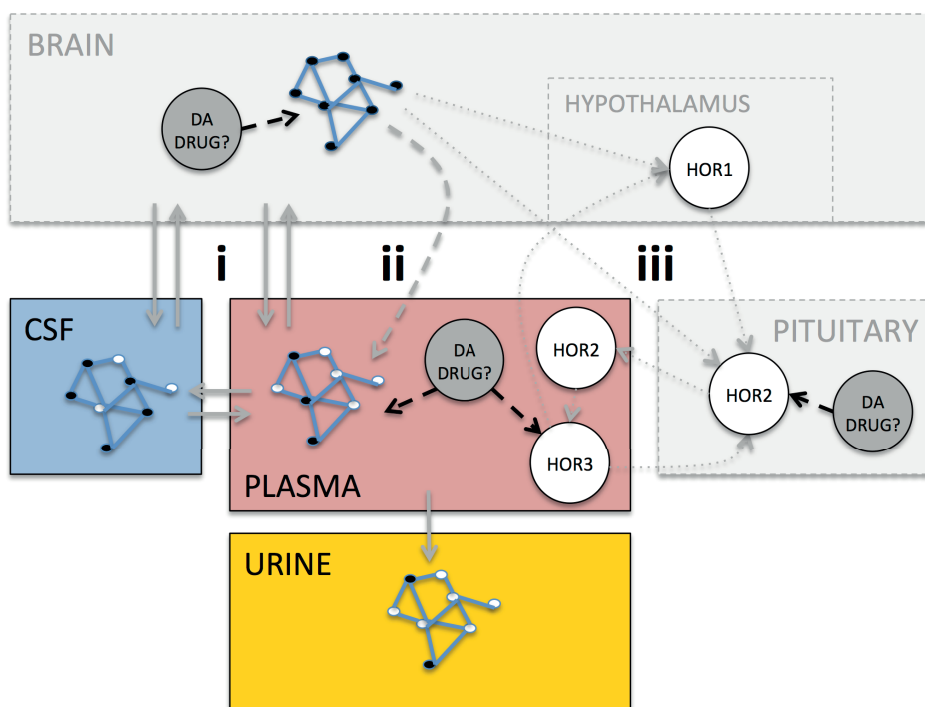 BRAIN
DA
DRUG?
HYPOTHALAMUS
HOR1
i
ii
iii
CSF
DA
DRUG?
HOR2
PITUITARY
HOR2
DA
DRUG?
HOR3
PLASMA
URINE